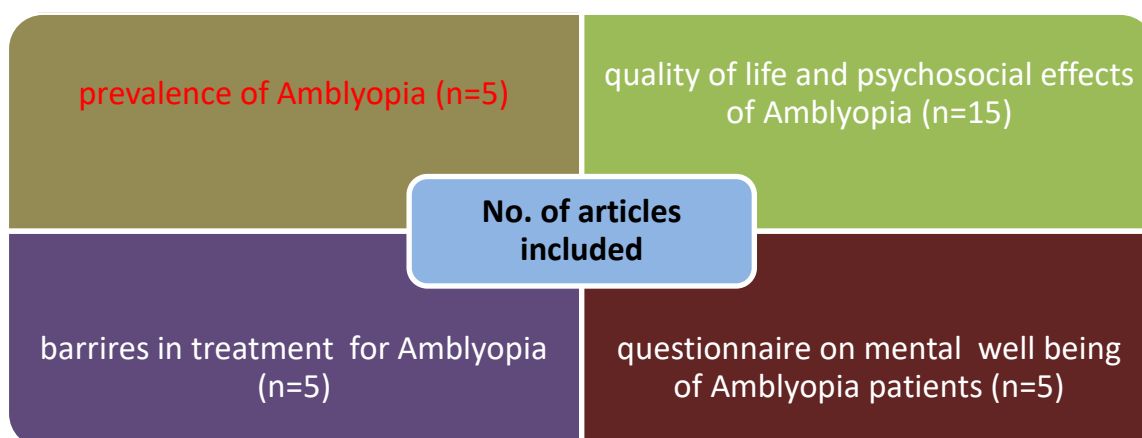 prevalence of Amblyopia (n=5)
quality of life and psychosocial effects
of Amblyopia (n=15)
No. of articles
included
barrires in treatment  for Amblyopia
(n=5)
questionnaire on mental  well being
of Amblyopia patients (n=5)